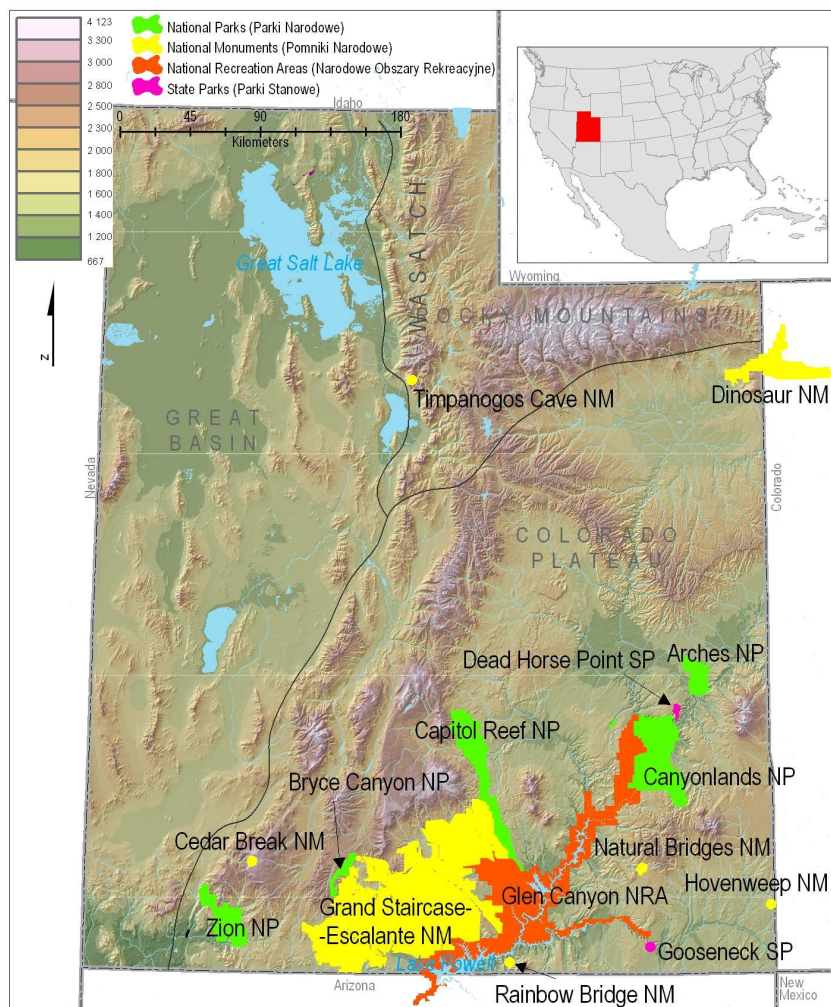 4 123
3 300
3 000
2 800
2 500
2 300
2 000
1 800
1 600
1 400
1 200
667
National Parks (Parki Narodowe)
National Monuments (Pomniki Narodowe)
National Recreation Areas (Narodowe Obszary Rekreacyjne)
State Parks (Parki Stanowe)
Idaho
0 45 90 180
Kilometers
Wyoming
Great Salt Lake
WASATCH
ROCKY MOUNTAINS
N
Timpanogos Cave NM
Dinosaur NM
GREAT
BASIN
Nevada
Colorado
COLORADO
PLATEAU
Dead Horse Point SP
Arches NP
Capitol Reef NP
Canyonlands NP
Bryce Canyon NP
Cedar Break NM
Natural Bridges NM
Hovenweep NM
Glen Canyon NRA
Grand Staircase-
-Escalante NM
Zion NP
Gooseneck SP
Lake Powell
Rainbow Bridge NM
Arizona
New
Mexico